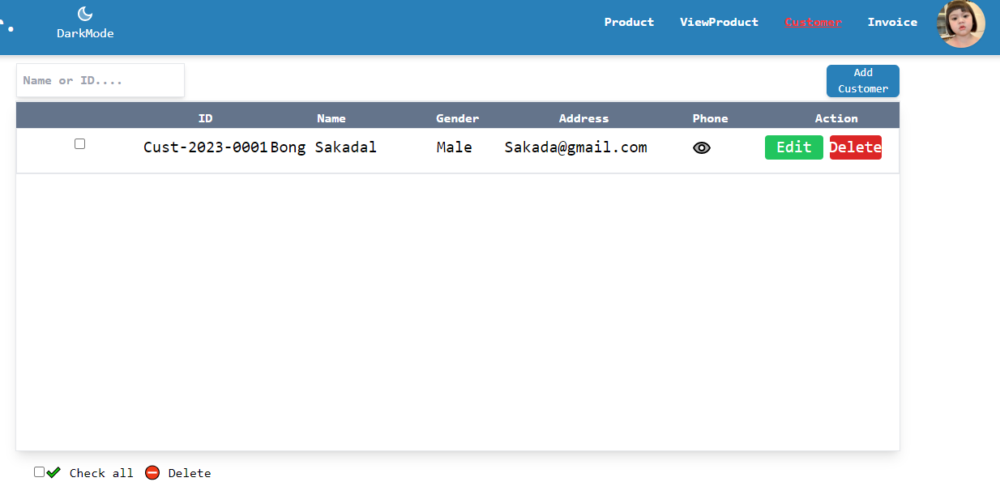 DarkMode
Product ViewProduct Customer Invoice
Name or ID....
Add
Customer
ID Name Gender Address Phone Action
Cust-2023-0001 Bong Sakadal Male Sakada@gmail.com Edit Delete
Check all Delete